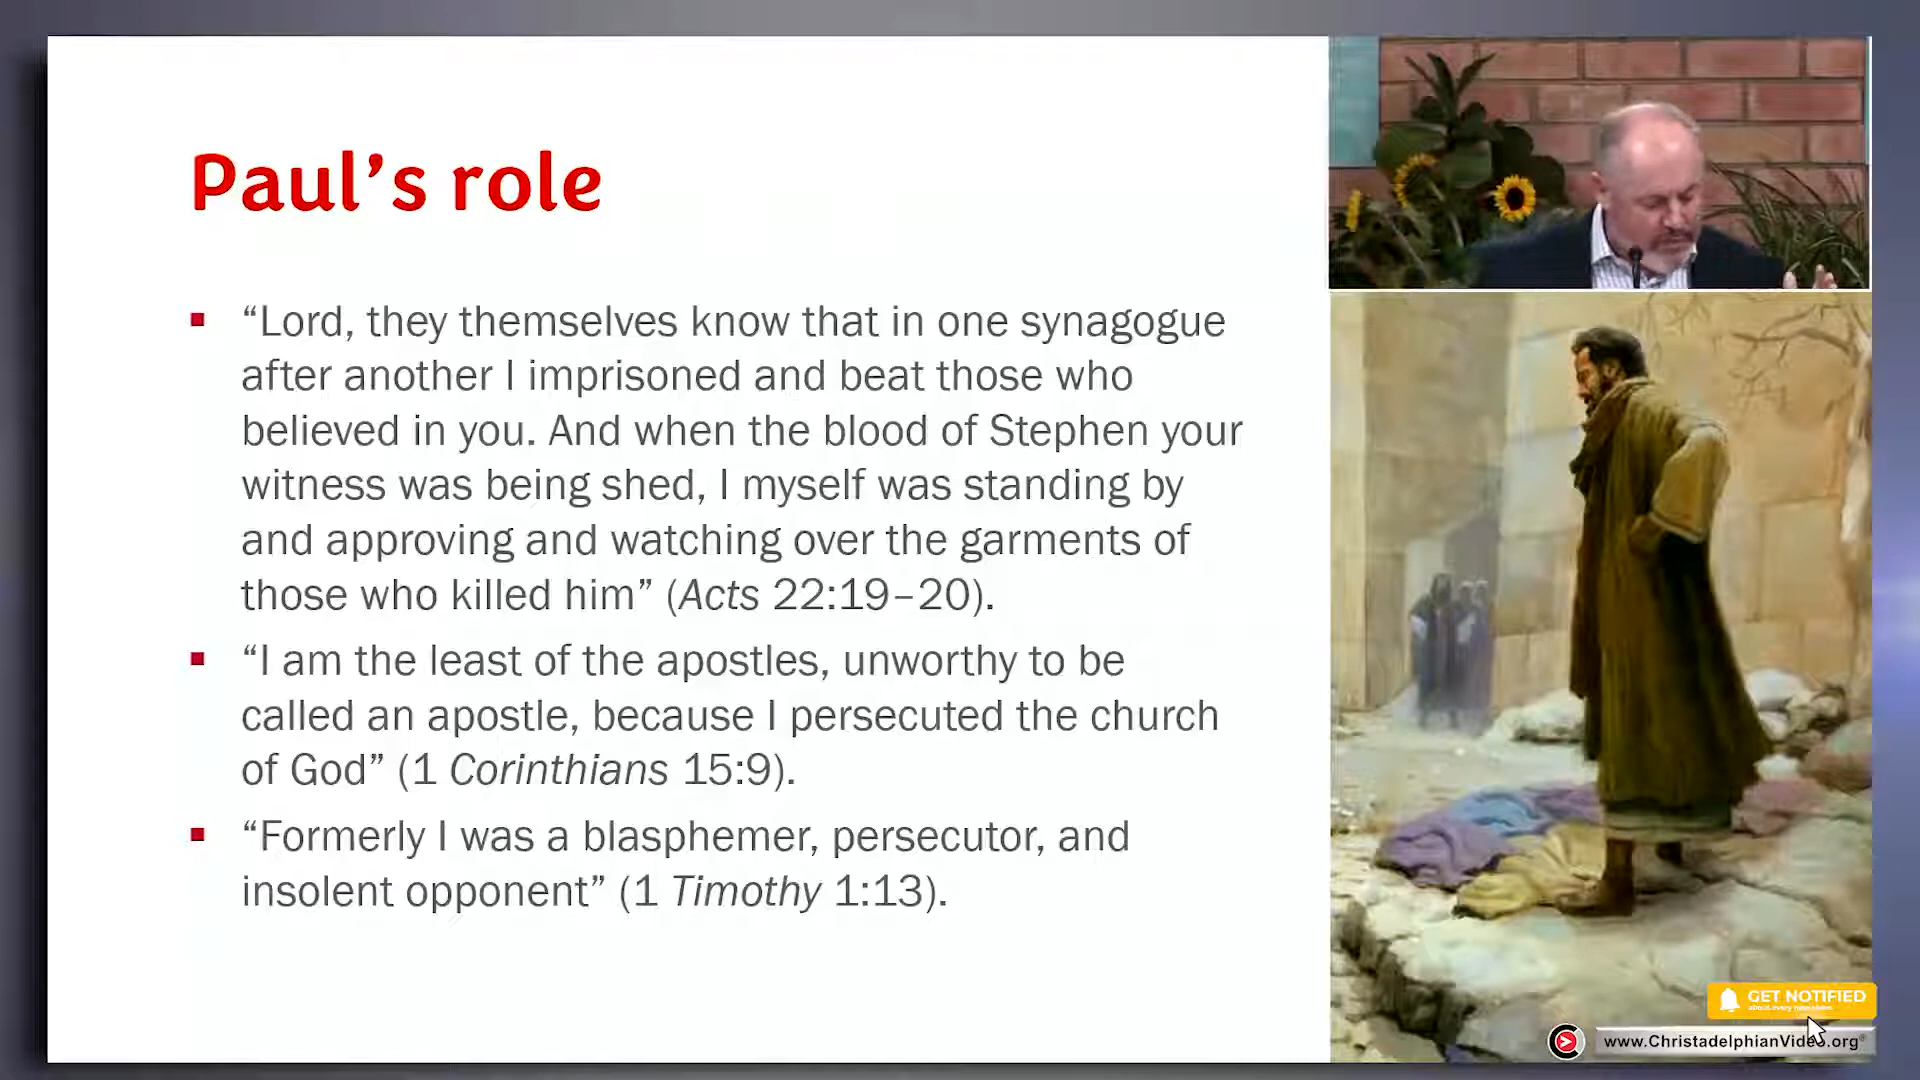 Paul’s role
▪ “Lord, they themselves know that in one synagogue
after another I imprisoned and beat those who
believed in you. And when the blood of Stephen your
witness was being shed, I myself was standing by
and approving and watching over the garments of
those who killed him” (Acts 22:19–20).
▪ “I am the least of the apostles, unworthy to be
called an apostle, because I persecuted the church
of God” (1 Corinthians 15:9).
▪ “Formerly I was a blasphemer, persecutor, and
insolent opponent” (1 Timothy 1:13).
GET NOTIFIED
about every new
www.ChristadelphianVideo.org